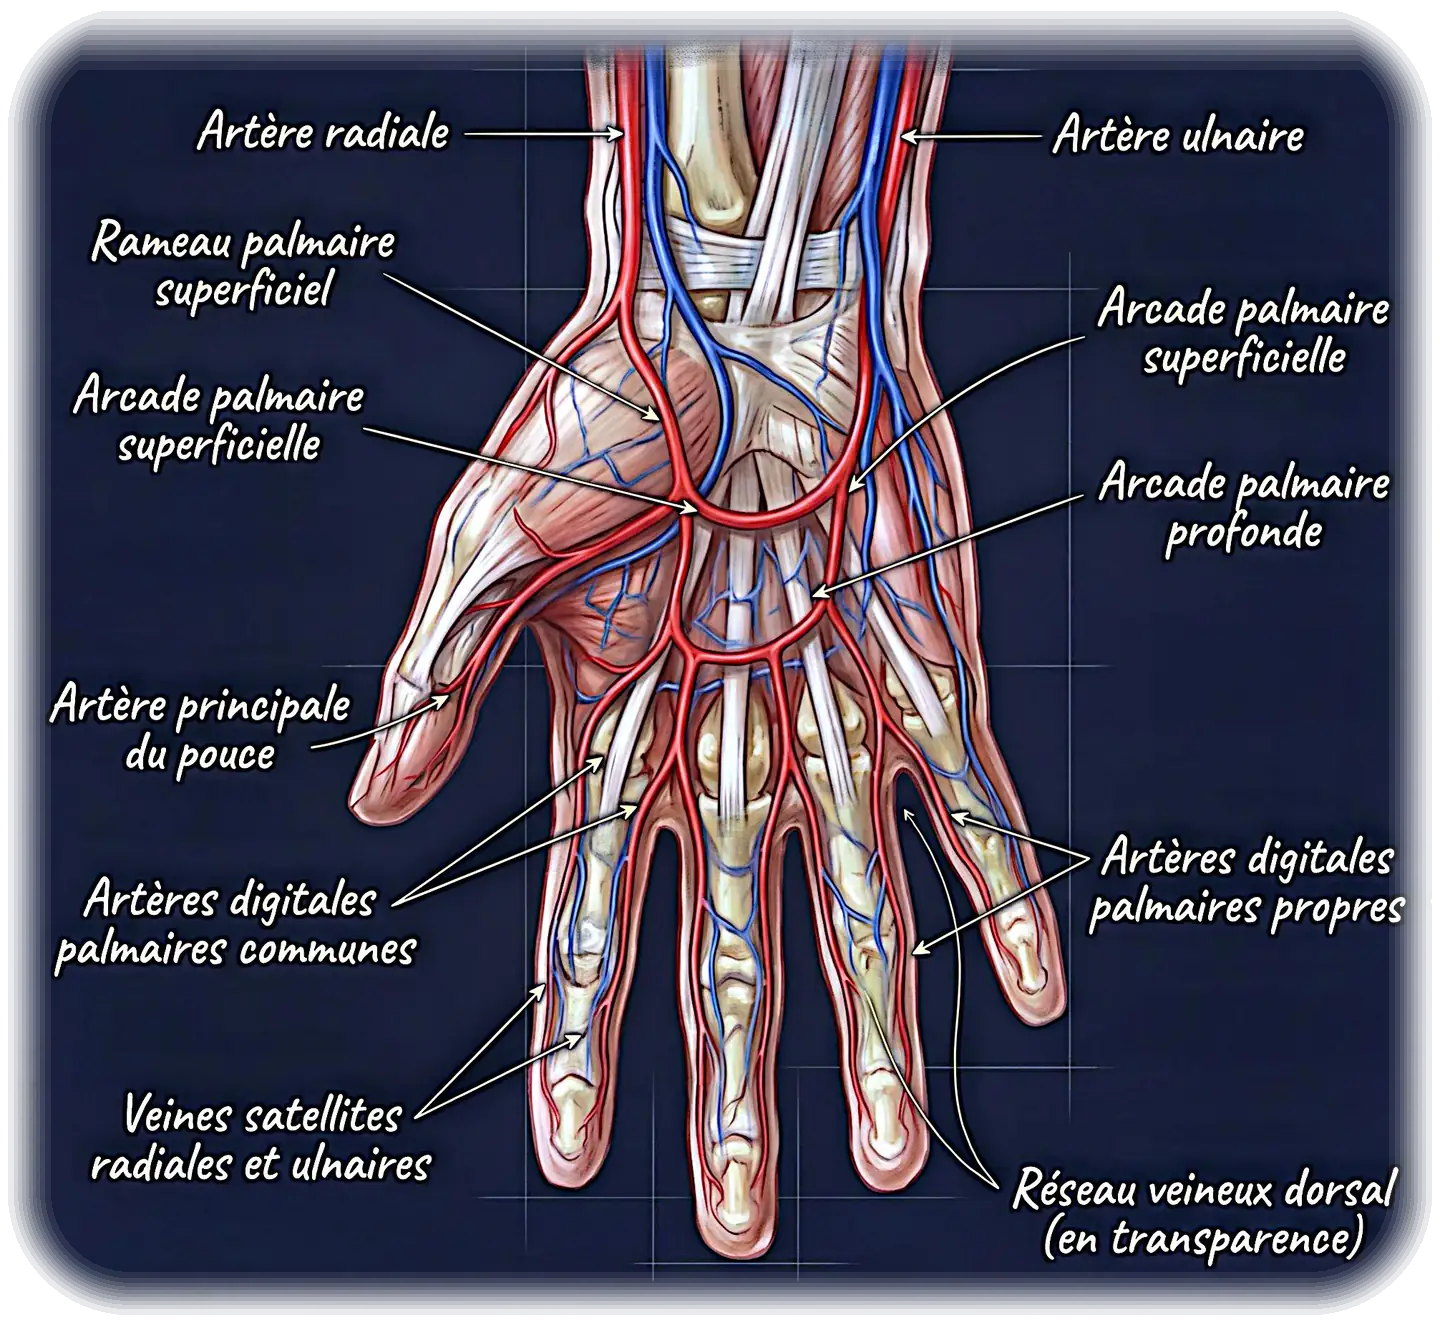 Artère radiale
Artère ulnaire
Rameau palmaire
superficiel
Arcade palmaire
superficielle
Arcade palmaire
superficielle
Arcade palmaire
profonde
Artère principale
du pouce
Artères digitales
palmaires communes
Artères digitales
palmaires propres
Veines satellites
radiales et ulnaires
Réseau veineux dorsal
(en transparence)